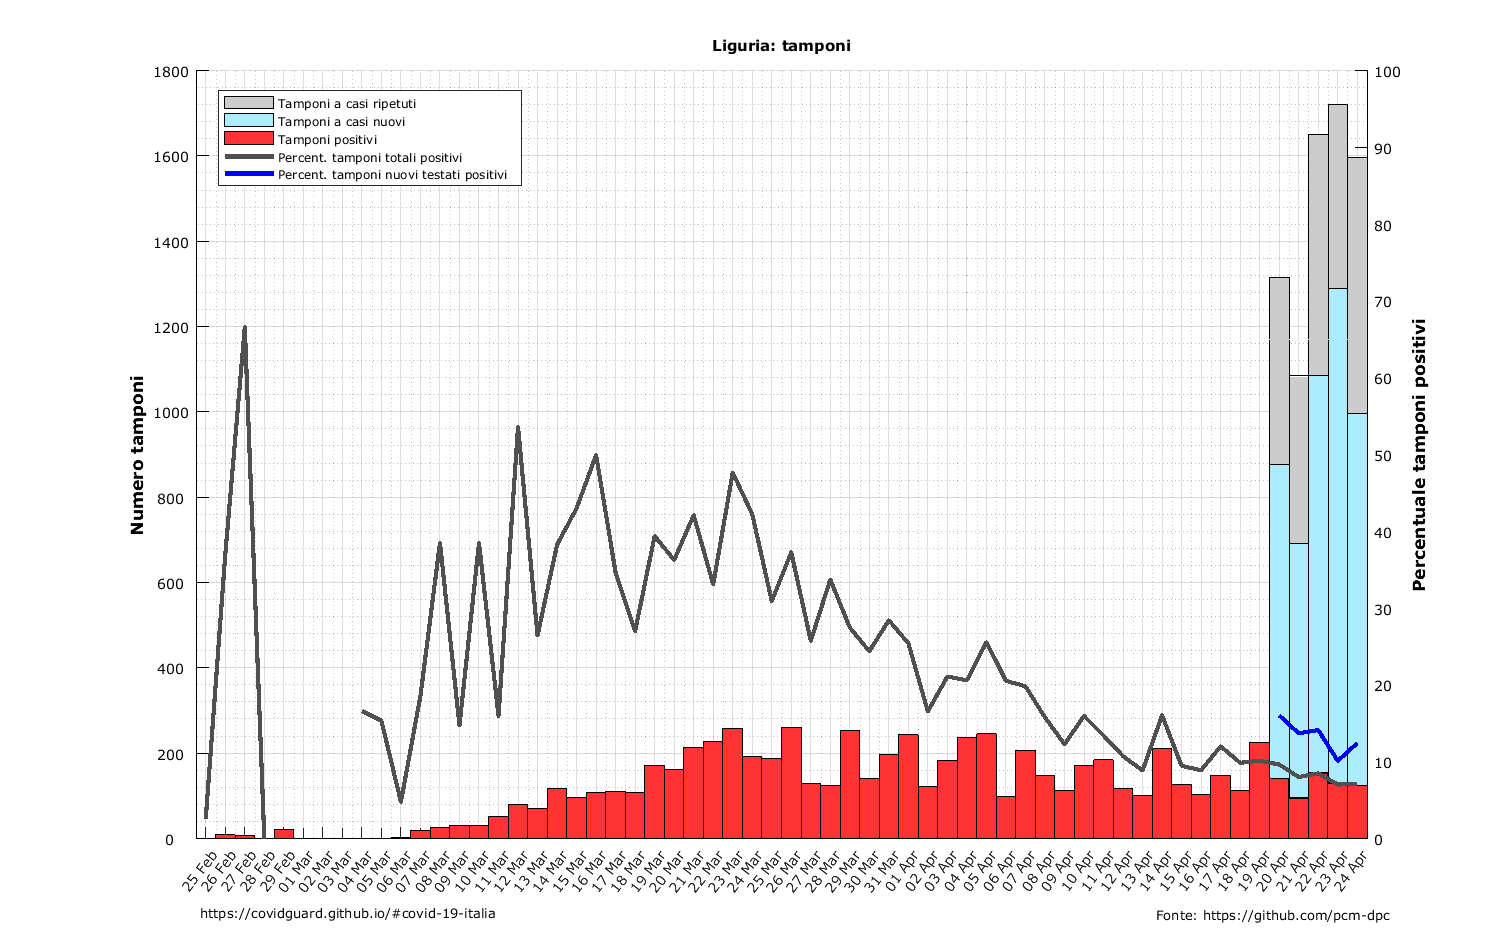 Liguria: tamponi
Tamponi a casi ripetuti
Tamponi a casi nuovi
Tamponi positivi
Percent. tamponi totali positivi
Percent. tamponi nuovi testati positivi
Numero tamponi
1800
1600
1400
1200
1000
800
600
400
200
0
Percentuale tamponi positivi
100
90
80
70
60
50
40
30
20
10
0
25 Feb
26 Feb
27 Feb
28 Feb
29 Feb
01 Mar
02 Mar
03 Mar
04 Mar
05 Mar
06 Mar
07 Mar
08 Mar
09 Mar
10 Mar
11 Mar
12 Mar
13 Mar
14 Mar
15 Mar
16 Mar
17 Mar
18 Mar
19 Mar
20 Mar
21 Mar
22 Mar
23 Mar
24 Mar
25 Mar
26 Mar
27 Mar
28 Mar
29 Mar
30 Mar
31 Mar
01 Apr
02 Apr
03 Apr
04 Apr
05 Apr
06 Apr
07 Apr
08 Apr
09 Apr
10 Apr
11 Apr
12 Apr
13 Apr
14 Apr
15 Apr
16 Apr
17 Apr
18 Apr
19 Apr
20 Apr
21 Apr
22 Apr
23 Apr
24 Apr
https://covidguard.github.io/#covid-19-italia
Fonte: https://github.com/pcm-dpc